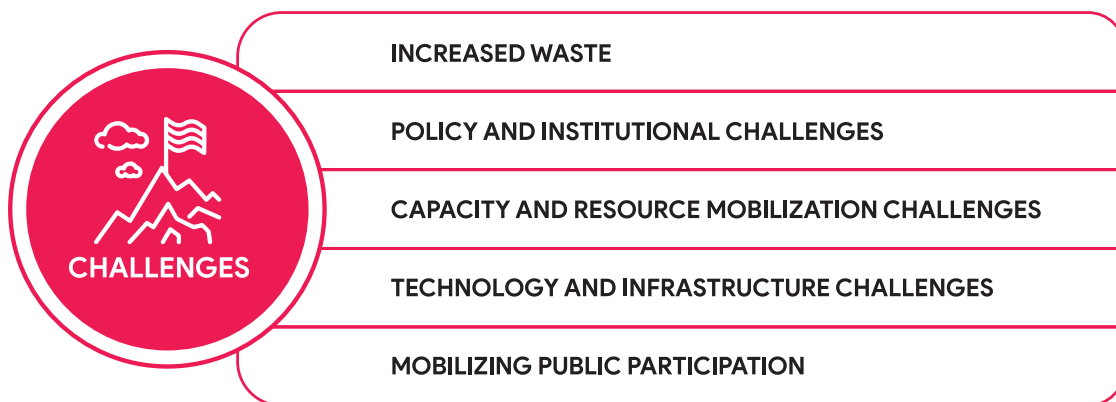 CHALLENGES
INCREASED WASTE
POLICY AND INSTITUTIONAL CHALLENGES
CAPACITY AND RESOURCE MOBILIZATION CHALLENGES
TECHNOLOGY AND INFRASTRUCTURE CHALLENGES
MOBILIZING PUBLIC PARTICIPATION